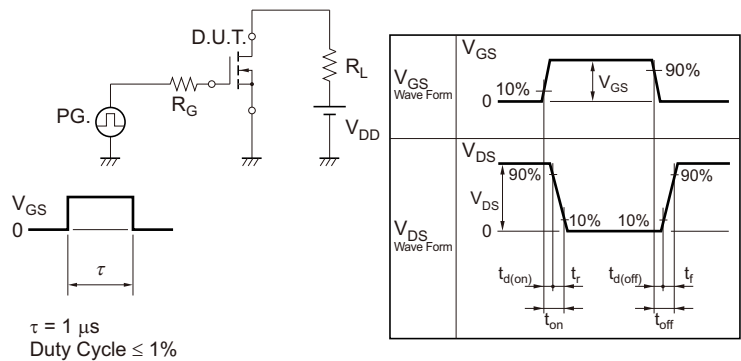 D.U.T.
R_L
R_G
PG.
V_DD
V_GS
0
τ
τ = 1 μs
Duty Cycle ≤ 1%
V_GS
Wave Form
V_GS
10%
V_GS
90%
0
V_DS
Wave Form
V_DS
90%
90%
V_DS
10% 10%
0
t_d(on) t_r t_d(off) t_f
t_on t_off